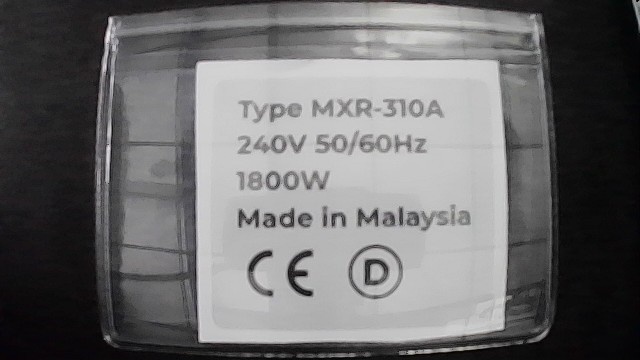 Type MXR-310A
240V 50/60Hz
1800W
Made in Malaysia
CE D